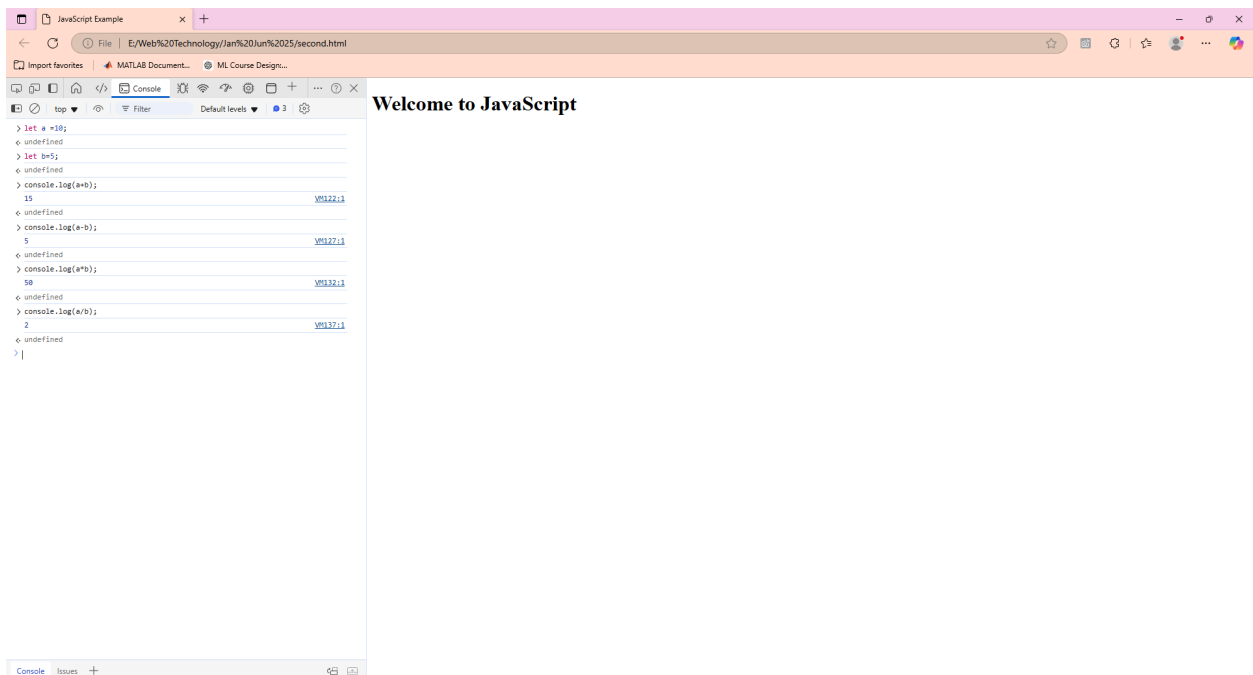 JavaScript Example
File | E:/Web%20Technology/Jan%20Jun%2025/second.html
Import favorites MATLAB Document... ML Course Design:...
Console
top Filter Default levels 3
> let a =10;
undefined
> let b=5;
undefined
> console.log(a+b);
15 VM122:1
undefined
> console.log(a-b);
5 VM127:1
undefined
> console.log(a*b);
50 VM132:1
undefined
> console.log(a/b);
2 VM137:1
undefined
>
Console Issues
Welcome to JavaScript